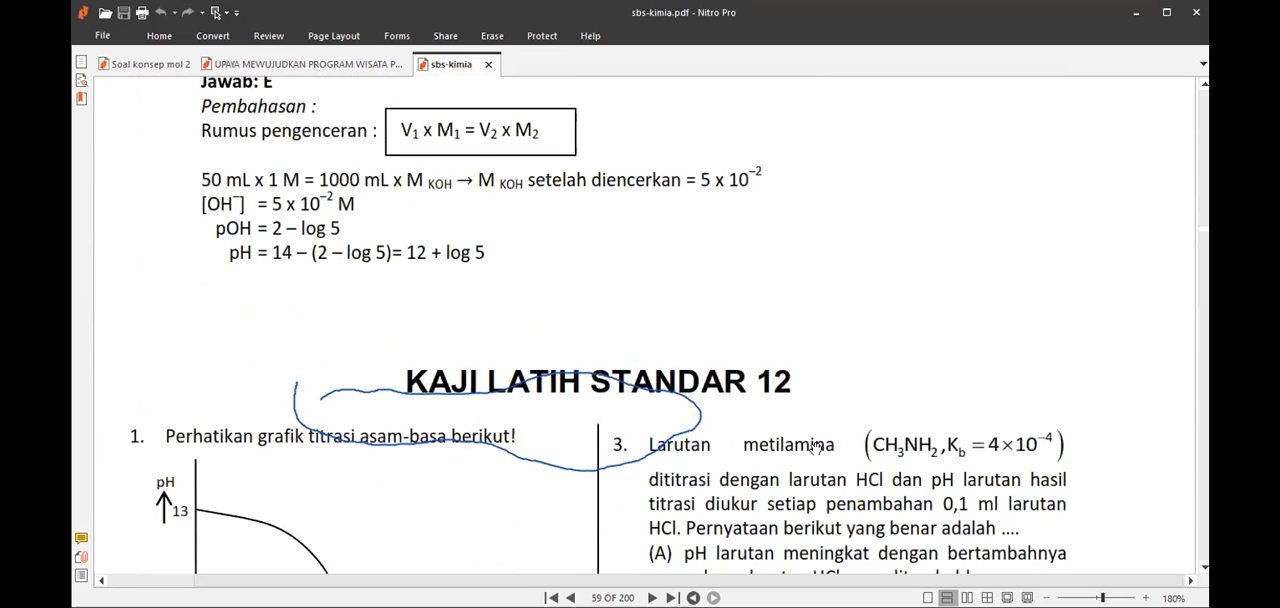 sbs-kimia.pdf - Nitro Pro
File Home Convert Review Page Layout Forms Share Erase Protect Help
Soal konsep mol 2 UPAYA MEWUJUDKAN PROGRAM WISATA P... sbs-kimia
Jawab: E
Pembahasan :
Rumus pengenceran : V₁ x M₁ = V₂ x M₂
50 mL x 1 M = 1000 mL x M KOH → M KOH setelah diencerkan = 5 x 10⁻²
[OH⁻] = 5 x 10⁻² M
pOH = 2 – log 5
pH = 14 – (2 – log 5)= 12 + log 5
KAJI LATIH STANDAR 12
1. Perhatikan grafik titrasi asam-basa berikut!
pH
13
3. Larutan metilamina (CH₃NH₂,K_b = 4×10⁻⁴)
dititrasi dengan larutan HCl dan pH larutan hasil
titrasi diukur setiap penambahan 0,1 ml larutan
HCl. Pernyataan berikut yang benar adalah ....
(A) pH larutan meningkat dengan bertambahnya
59 OF 200
180%